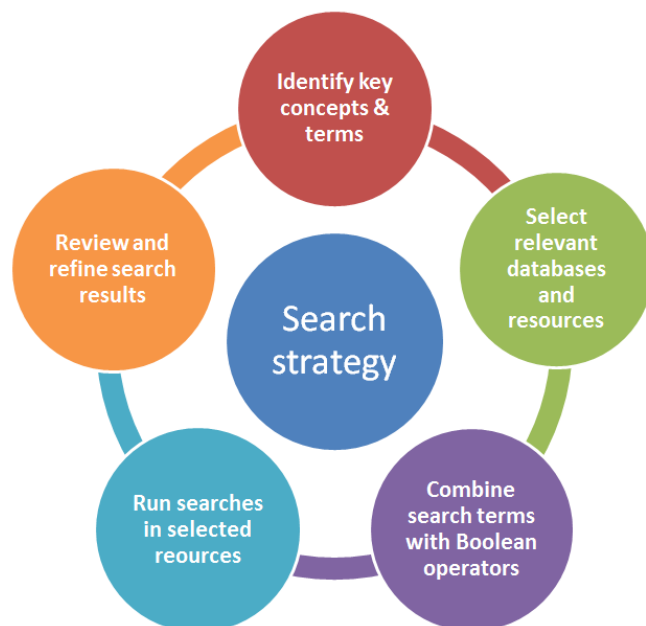 Identify key
concepts &
terms
Select
relevant
databases
and
resources
Combine
search terms
with Boolean
operators
Run searches
in selected
reources
Review and
refine search
results
Search
strategy